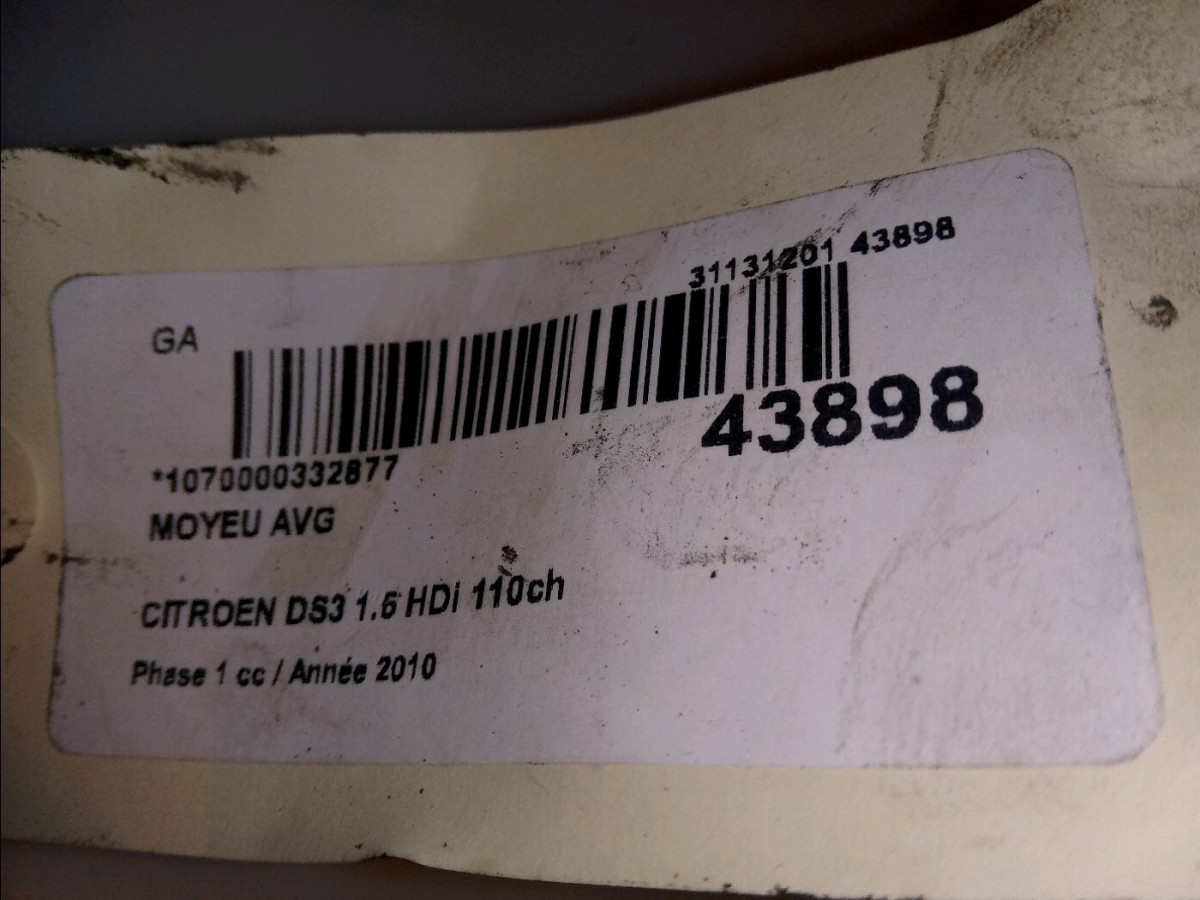 31131201 43898
GA
43898
*1070000332877
MOYEU AVG
CITROEN DS3 1.6 HDi 110ch
Phase 1 cc / Année 2010